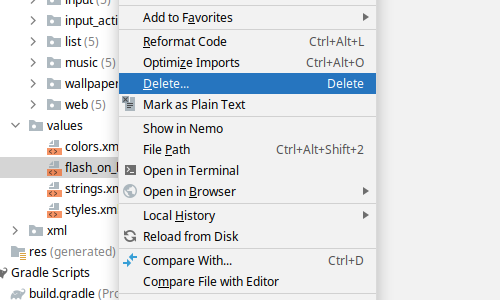 input (5)
input_acti
list (5)
music (5)
wallpaper
web (5)
values
colors.xm
flash_on_
strings.xm
styles.xm
xml
res (generated)
Gradle Scripts
build.gradle (NewPipe
Add to Favorites
Reformat Code Ctrl+Alt+L
Optimize Imports Ctrl+Alt+O
Delete... Delete
Mark as Plain Text
Show in Nemo
File Path Ctrl+Alt+Shift+2
Open in Terminal
Open in Browser
Local History
Reload from Disk
Compare With... Ctrl+D
Compare File with Editor